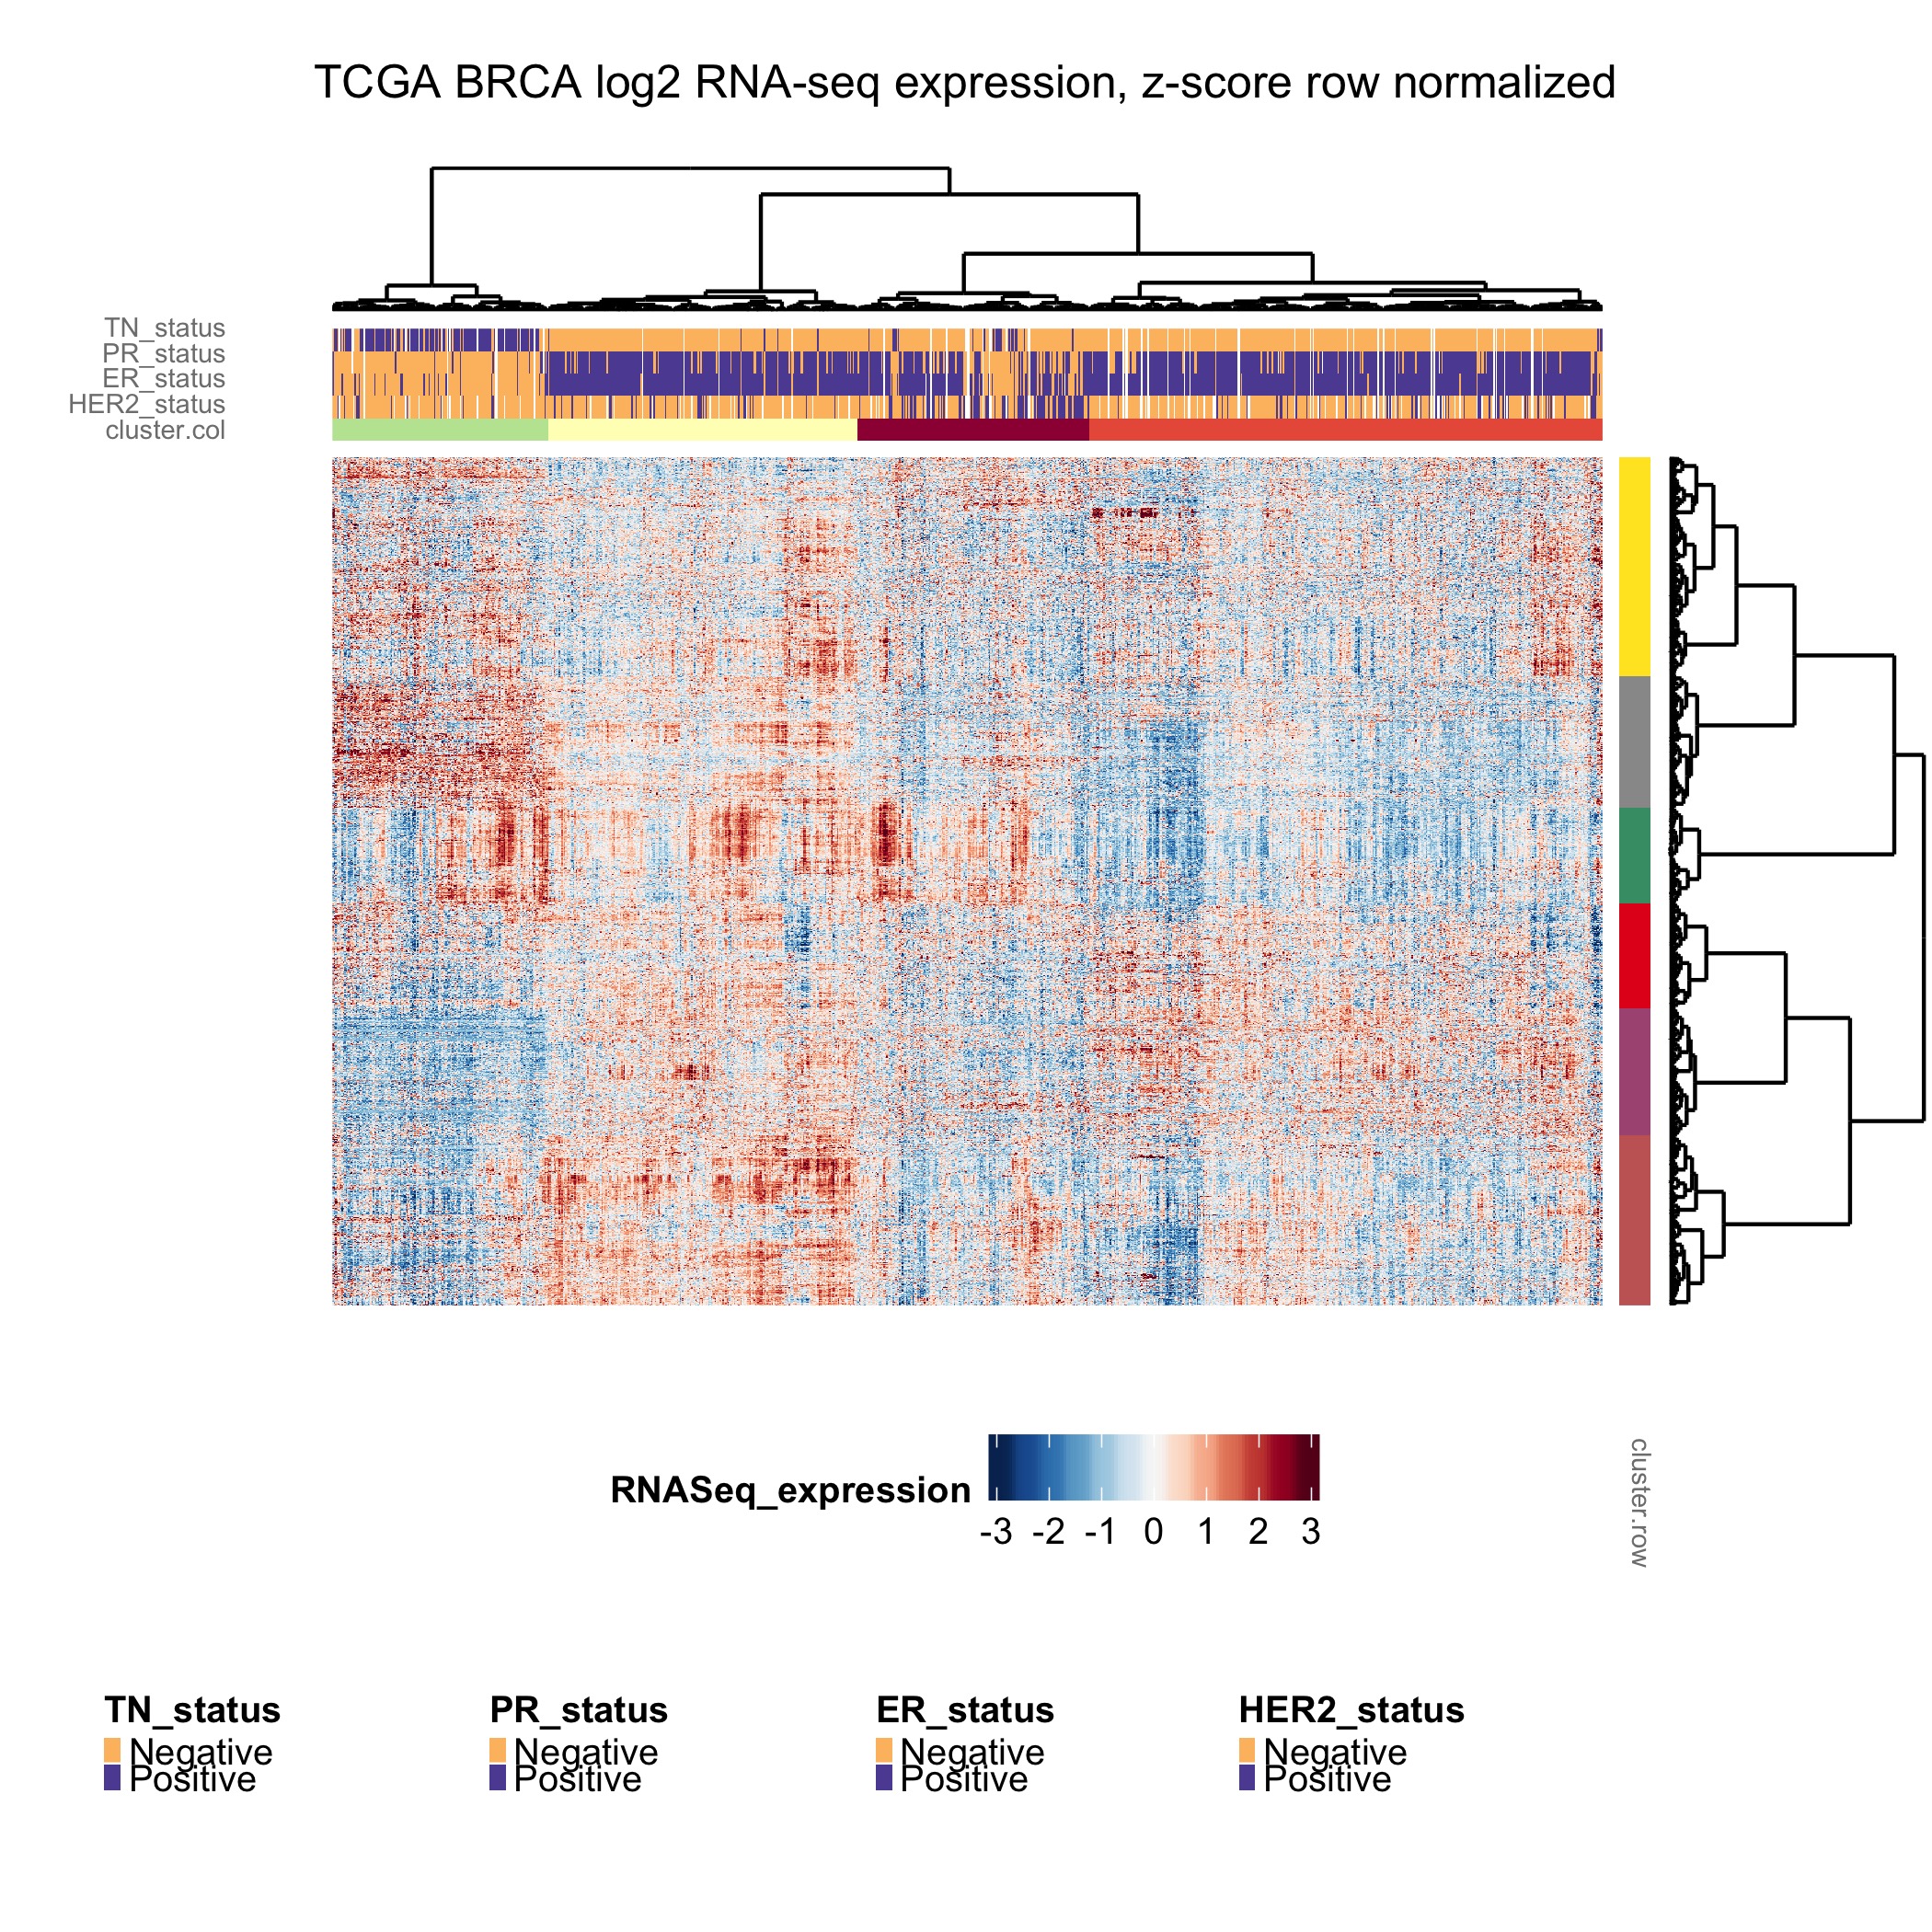 TCGA BRCA log2 RNA-seq expression, z-score row normalized
TN_status
PR_status
ER_status
HER2_status
cluster.col
RNASeq_expression
-3 -2 -1 0 1 2 3
cluster.row
TN_status PR_status ER_status HER2_status
Negative Negative Negative Negative
Positive Positive Positive Positive